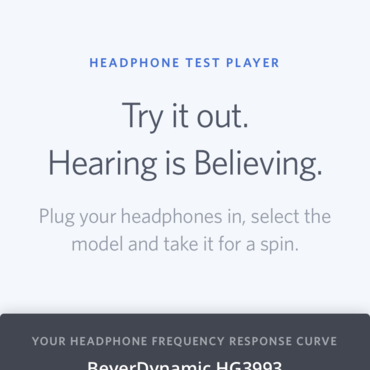 HEADPHONE TEST PLAYER
Try it out.
Hearing is Believing.
Plug your headphones in, select the
model and take it for a spin.
YOUR HEADPHONE FREQUENCY RESPONSE CURVE
BeyerDynamic HG3993